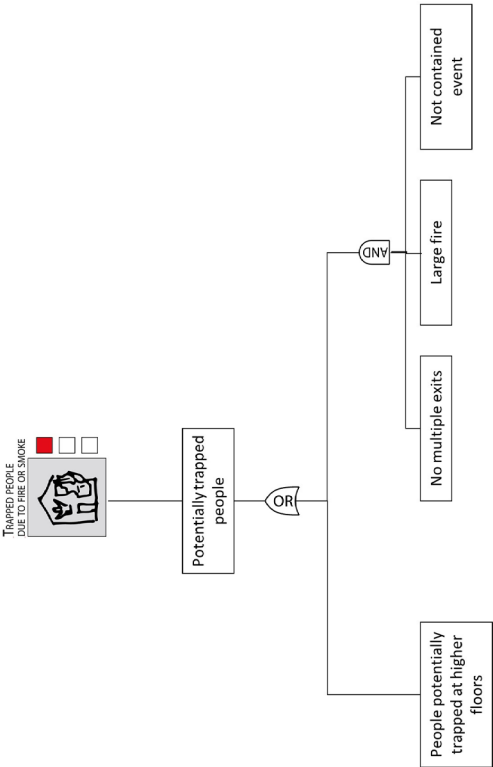 TRAPPED PEOPLE
DUE TO FIRE OR SMOKE
Potentially trapped
people
OR
AND
People potentially
trapped at higher
floors
No multiple exits
Large fire
Not contained
event